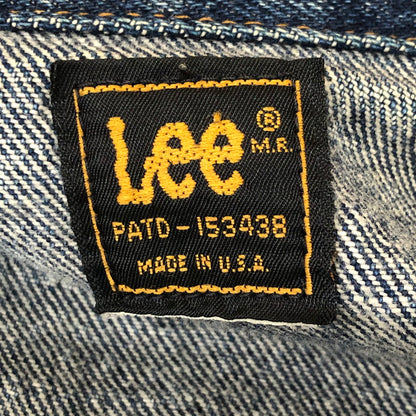 Lee ®
M.R.
PATD-153438
MADE IN U.S.A.